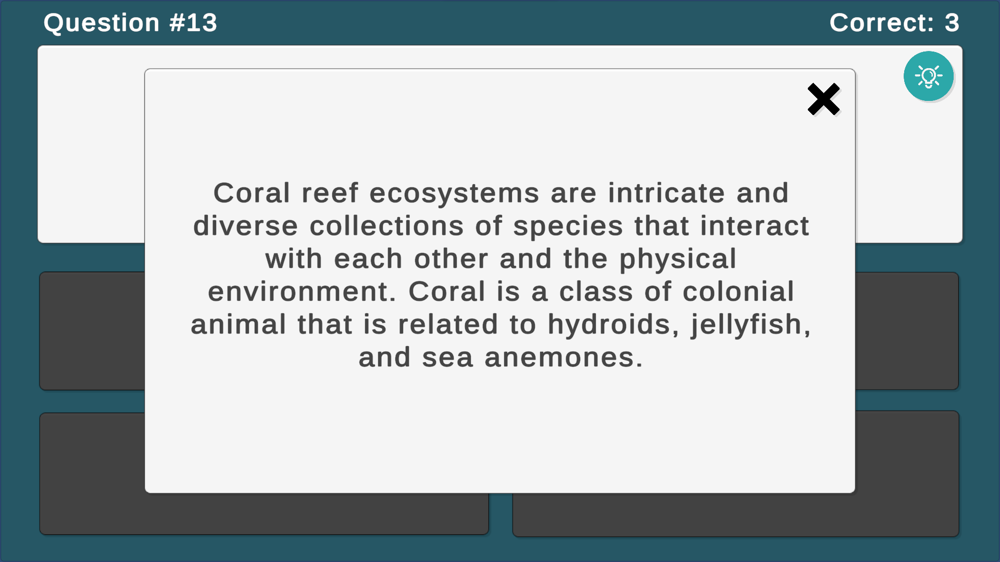 Question #13
Correct: 3
Coral reef ecosystems are intricate and
diverse collections of species that interact
with each other and the physical
environment. Coral is a class of colonial
animal that is related to hydroids, jellyfish,
and sea anemones.